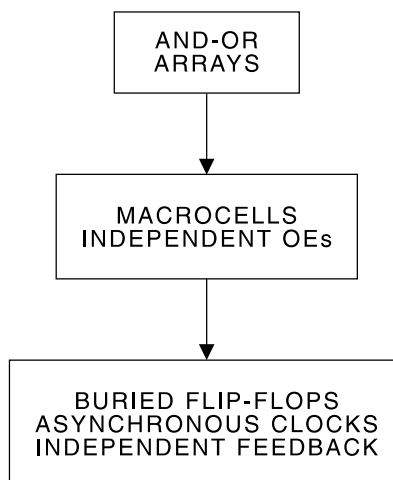 AND-OR
ARRAYS
MACROCELLS
INDEPENDENT OEs
BURIED FLIP-FLOPS
ASYNCHRONOUS CLOCKS
INDEPENDENT FEEDBACK